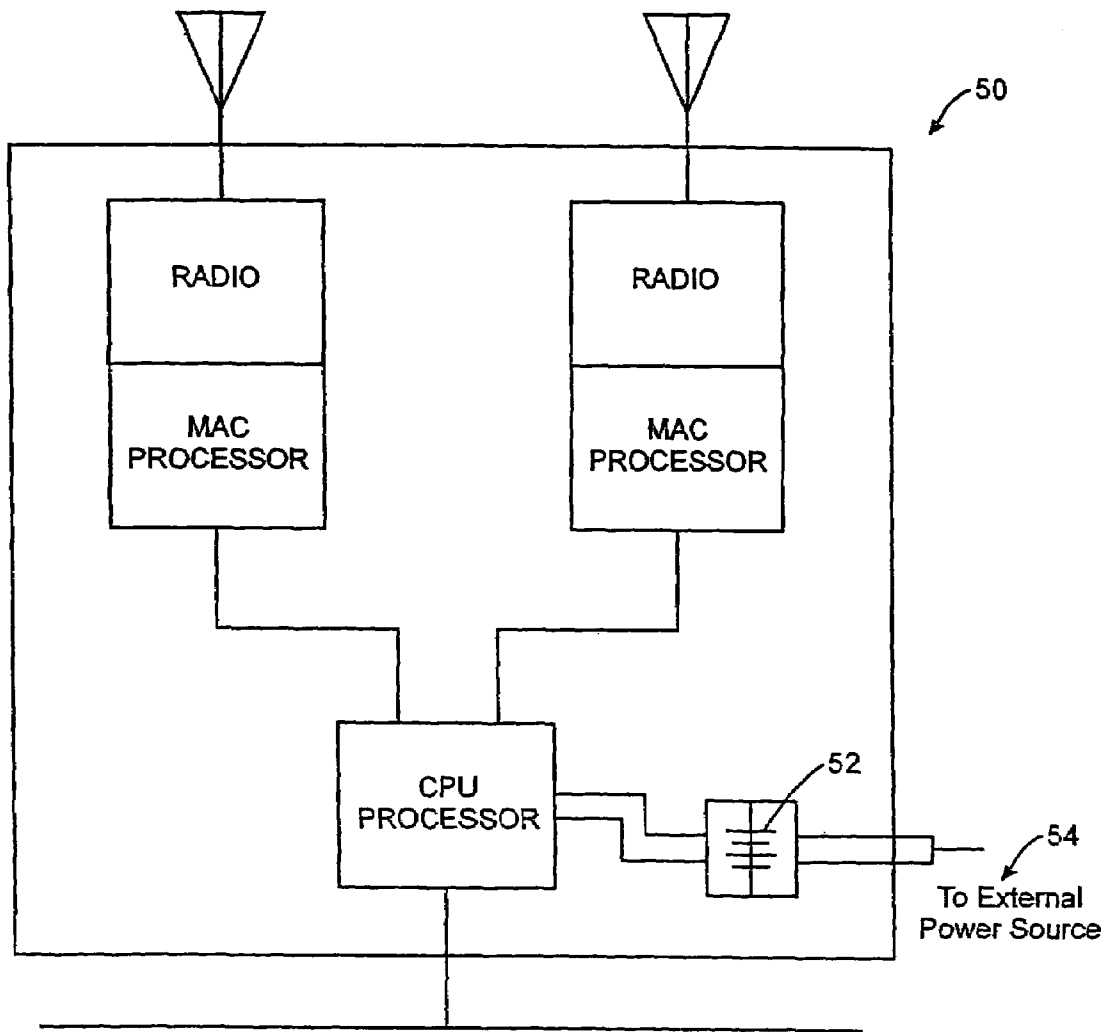 50
RADIO
RADIO
MAC
PROCESSOR
MAC
PROCESSOR
CPU
PROCESSOR
52
54
To External
Power Source